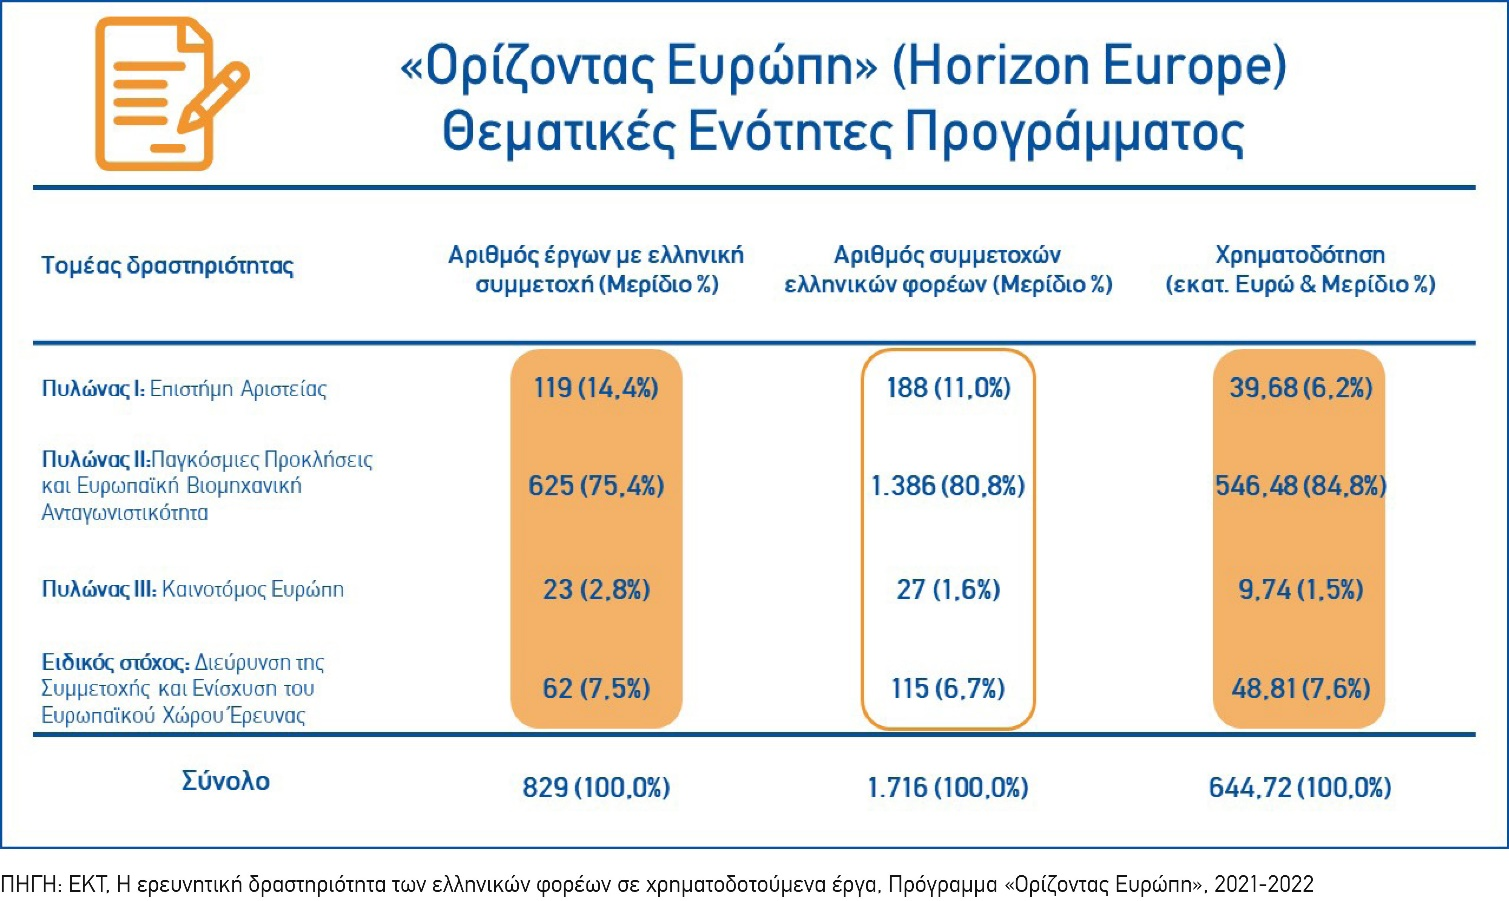 «Ορίζοντας Ευρώπη» (Horizon Europe)
Θεματικές Ενότητες Προγράμματος
Τομέας δραστηριότητας
Αριθμός έργων με ελληνική
συμμετοχή (Μερίδιο %)
Αριθμός συμμετοχών
ελληνικών φορέων (Μερίδιο %)
Χρηματοδότηση
(εκατ. Ευρώ & Μερίδιο %)
Πυλώνας Ι: Επιστήμη Αριστείας
119 (14,4%)
188 (11,0%)
39,68 (6,2%)
Πυλώνας ΙΙ:Παγκόσμιες Προκλήσεις
και Ευρωπαϊκή Βιομηχανική
Ανταγωνιστικότητα
625 (75,4%)
1.386 (80,8%)
546,48 (84,8%)
Πυλώνας ΙΙΙ: Καινοτόμος Ευρώπη
23 (2,8%)
27 (1,6%)
9,74 (1,5%)
Ειδικός στόχος: Διεύρυνση της
Συμμετοχής και Ενίσχυση του
Ευρωπαϊκού Χώρου Έρευνας
62 (7,5%)
115 (6,7%)
48,81 (7,6%)
Σύνολο
829 (100,0%)
1.716 (100,0%)
644,72 (100,0%)
ΠΗΓΗ: ΕΚΤ, Η ερευνητική δραστηριότητα των ελληνικών φορέων σε χρηματοδοτούμενα έργα, Πρόγραμμα «Ορίζοντας Ευρώπη», 2021-2022